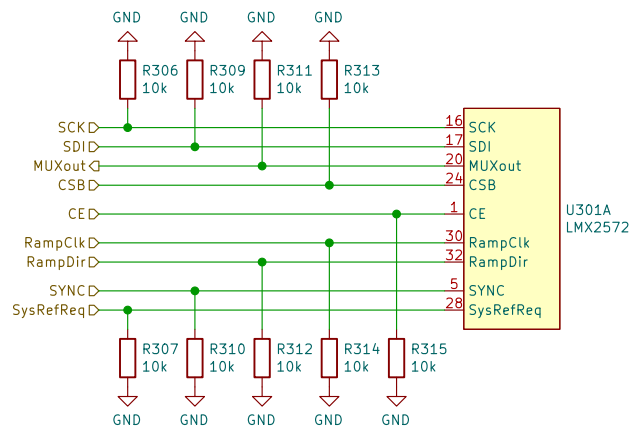 GND GND GND GND
R306 R309 R311 R313
10k 10k 10k 10k
SCK 16 SCK
SDI 17 SDI
MUXout 20 MUXout
CSB 24 CSB
CE 1 CE
U301A
LMX2572
RampClk 30 RampClk
RampDir 32 RampDir
SYNC 5 SYNC
SysRefReq 28 SysRefReq
R307 R310 R312 R314 R315
10k 10k 10k 10k 10k
GND GND GND GND GND